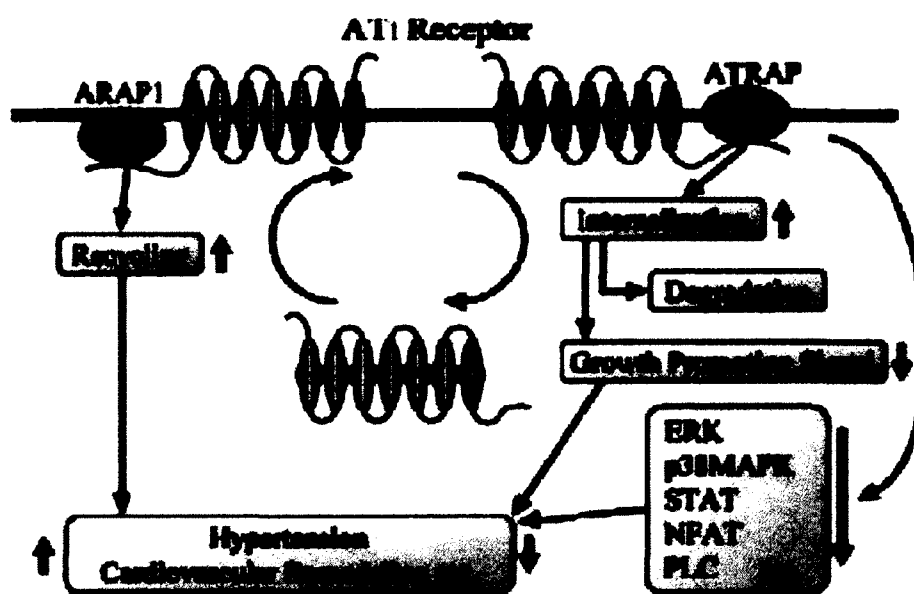 AT1 Receptor
ARAP1
ATRAP
Internalization
Recycling
Degradation
Growth Promoting Signal
ERK
p38MAPK
STAT
NFAT
PLC
Hypertension
Cardiovascular